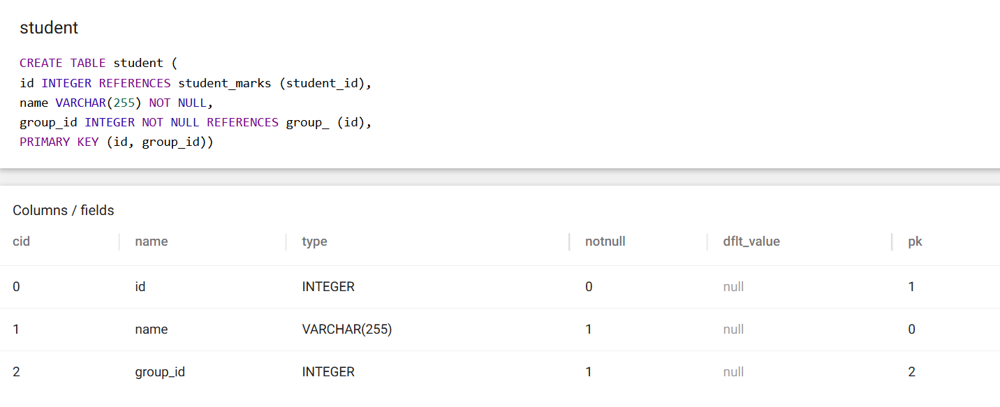 student
CREATE TABLE student (
id INTEGER REFERENCES student_marks (student_id),
name VARCHAR(255) NOT NULL,
group_id INTEGER NOT NULL REFERENCES group_ (id),
PRIMARY KEY (id, group_id))
Columns / fields
cid name type notnull dflt_value pk
0 id INTEGER 0 null 1
1 name VARCHAR(255) 1 null 0
2 group_id INTEGER 1 null 2